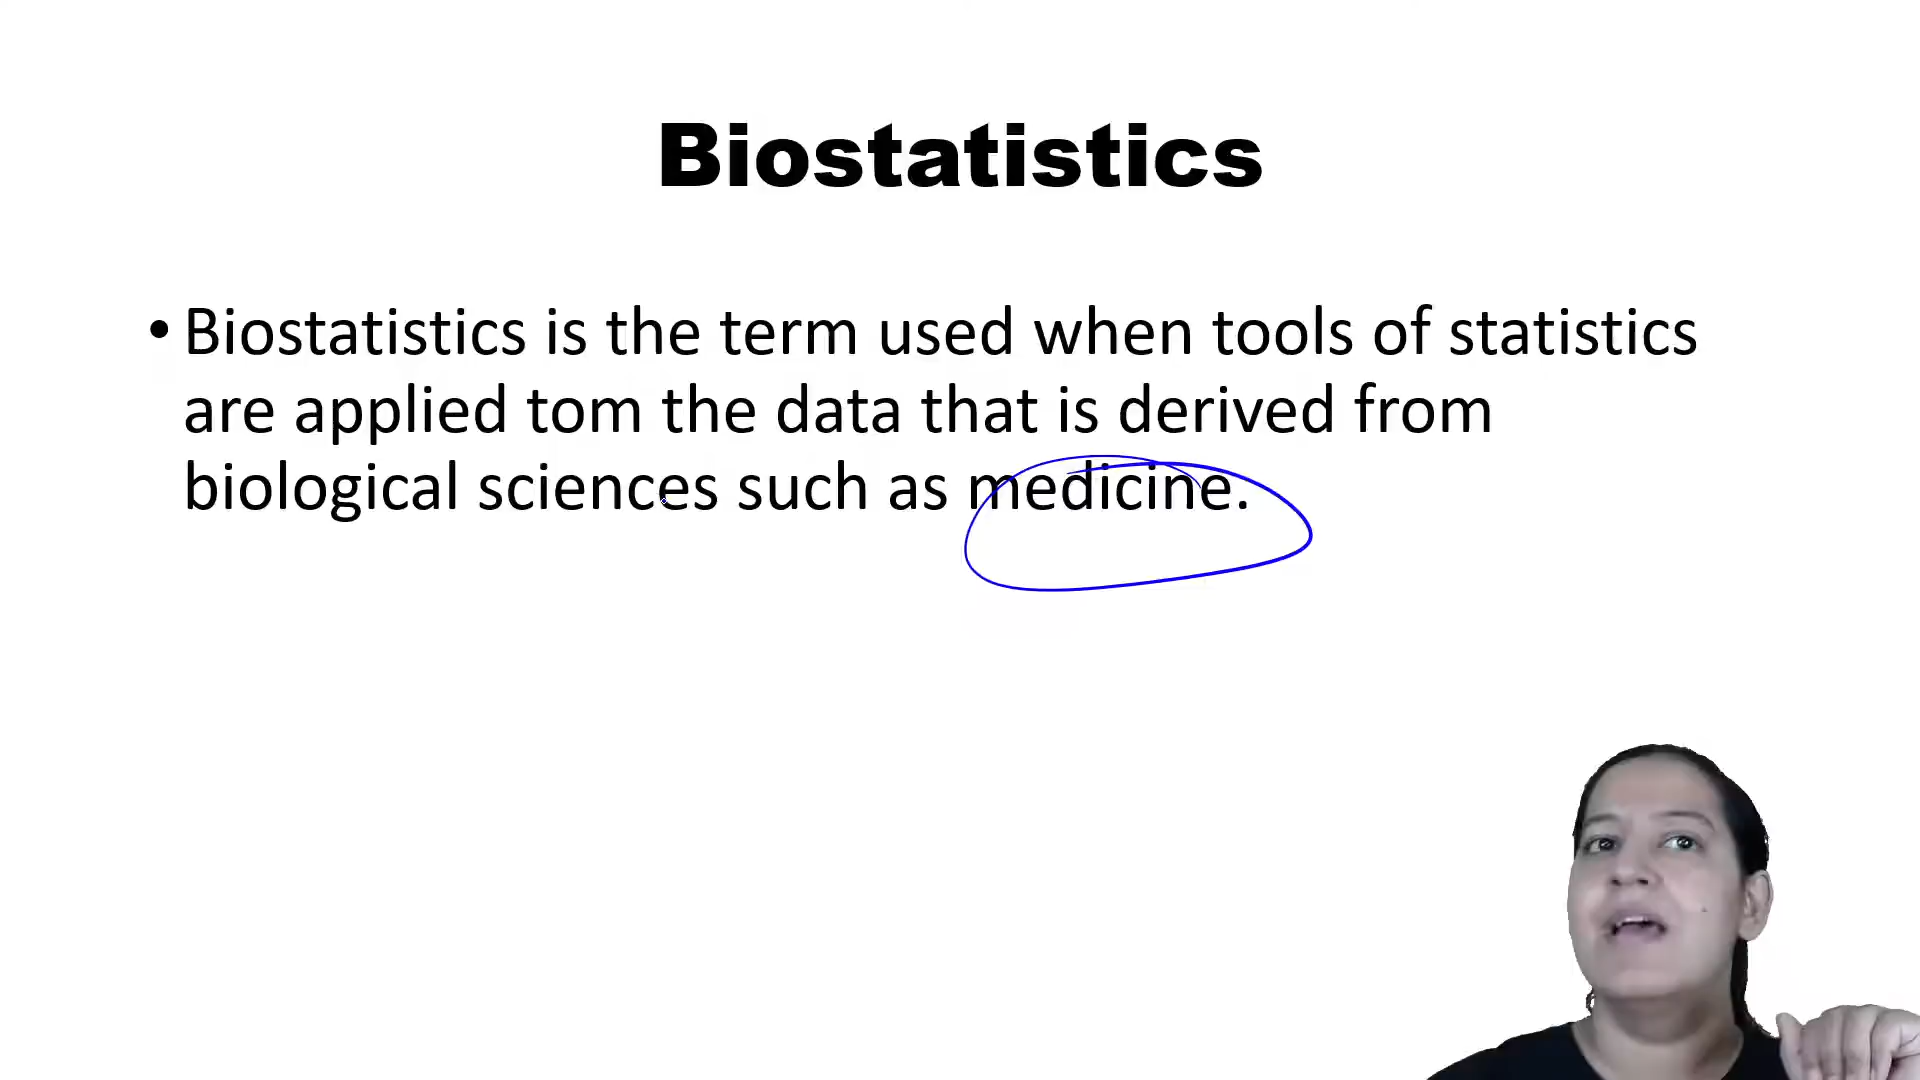 Biostatistics
• Biostatistics is the term used when tools of statistics
are applied tom the data that is derived from
biological sciences such as medicine.